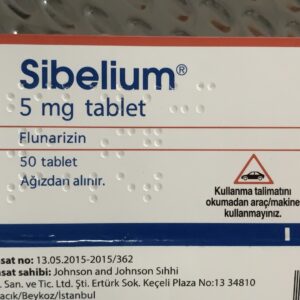 Sibelium®
5 mg tablet
Flunarizin
50 tablet
Ağızdan alınır.
Kullanma talimatını
okumadan araç/makine
kullanmayınız.
sat no: 13.05.2015-2015/362
sat sahibi: Johnson and Johnson Sıhhi
. San. ve Tic. Ltd. Şti. Ertürk Sok. Keçeli Plaza No:13 34810
acık/Beykoz/İstanbul